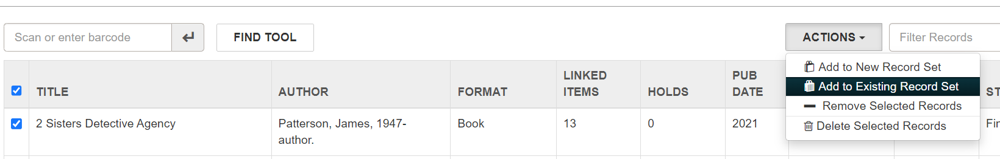 Scan or enter barcode
FIND TOOL
ACTIONS
Filter Records
Add to New Record Set
Add to Existing Record Set
Remove Selected Records
Delete Selected Records
TITLE
AUTHOR
FORMAT
LINKED
ITEMS
HOLDS
PUB
DATE
ST
2 Sisters Detective Agency
Patterson, James, 1947-
author.
Book
13
0
2021
Fin